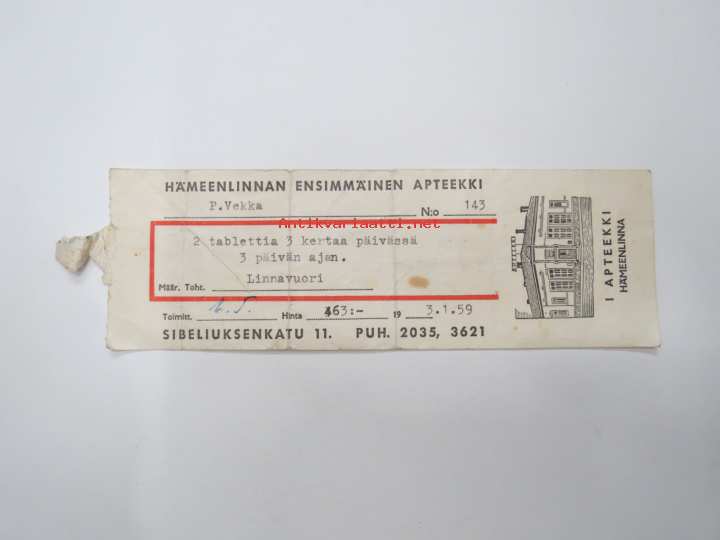 HÄMEENLINNAN ENSIMMÄINEN APTEEKKI
P.Vekka N:o 143
Antikvariaatti.net
2 tablettia 3 kertaa päivässä
3 päivän ajan.
Määr. Toht. Linnavuori
Toimitt. Hinta 463:- 19 3.1.59
SIBELIUKSENKATU 11. PUH. 2035, 3621
I APTEEKKI
HÄMEENLINNA